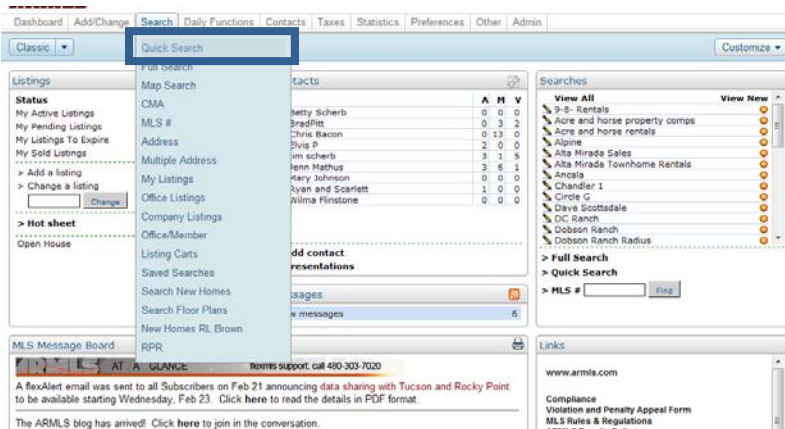 Dashboard Add/Change Search Daily Functions Contacts Taxes Statistics Preferences Other Admin
Classic
Customize
Quick Search
Full Search
Map Search
CMA
MLS #
Address
Multiple Address
My Listings
Office Listings
Company Listings
Office/Member
Listing Carts
Saved Searches
Search New Homes
Search Floor Plans
New Homes RL Brown
RPR
Listings
Status
My Active Listings
My Pending Listings
My Listings To Expire
My Sold Listings
> Add a listing
> Change a listing
Change
> Hot sheet
Open House
tacts
A M V
Betty Scherb 0 0 0
BradPitt 0 3 2
Chris Bacon 0 13 0
Elvis P 2 0 0
im scherb 3 1 5
Jenn Mathus 3 6 1
Mary Johnson 0 0 0
Ryan and Scarlett 1 0 0
Wilma Flinstone 0 0 0
dd contact
resentations
ssages
w messages 6
Searches
View All View New
9-8- Rentals
Acre and horse property comps
Acre and horse rentals
Alpine
Alta Mirada Sales
Alta Mirada Townhome Rentals
Ancala
Chandler 1
Circle G
Dave Scottsdale
DC Ranch
Dobson Ranch
Dobson Ranch Radius
> Full Search
> Quick Search
> MLS # Find
MLS Message Board
ARMLS AT A GLANCE flexmls support: call 480-303-7020
A flexAlert email was sent to all Subscribers on Feb 21 announcing data sharing with Tucson and Rocky Point
to be available starting Wednesday, Feb 23. Click here to read the details in PDF format.
The ARMLS blog has arrived! Click here to join in the conversation.
Links
www.armls.com
Compliance
Violation and Penalty Appeal Form
MLS Rules & Regulations